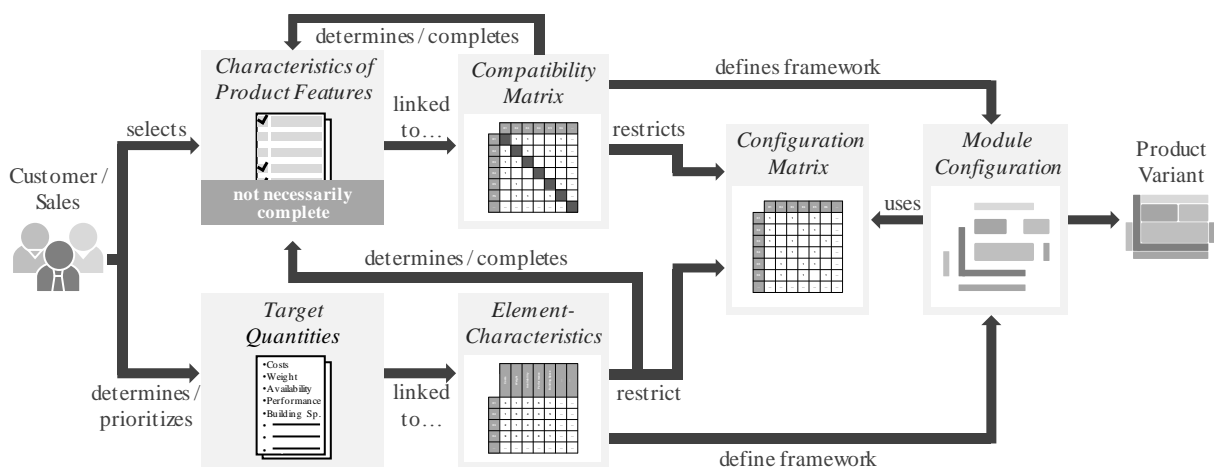 determines / completes
Characteristics of
Product Features
not necessarily
complete
selects
linked
to…
Compatibility
Matrix
defines framework
restricts
Configuration
Matrix
Module
Configuration
uses
Product
Variant
Customer /
Sales
determines / completes
determines /
prioritizes
Target
Quantities
•Costs
•Weight
•Availability
•Performance
•Building Sp.
linked
to…
Element-
Characteristics
restrict
define framework